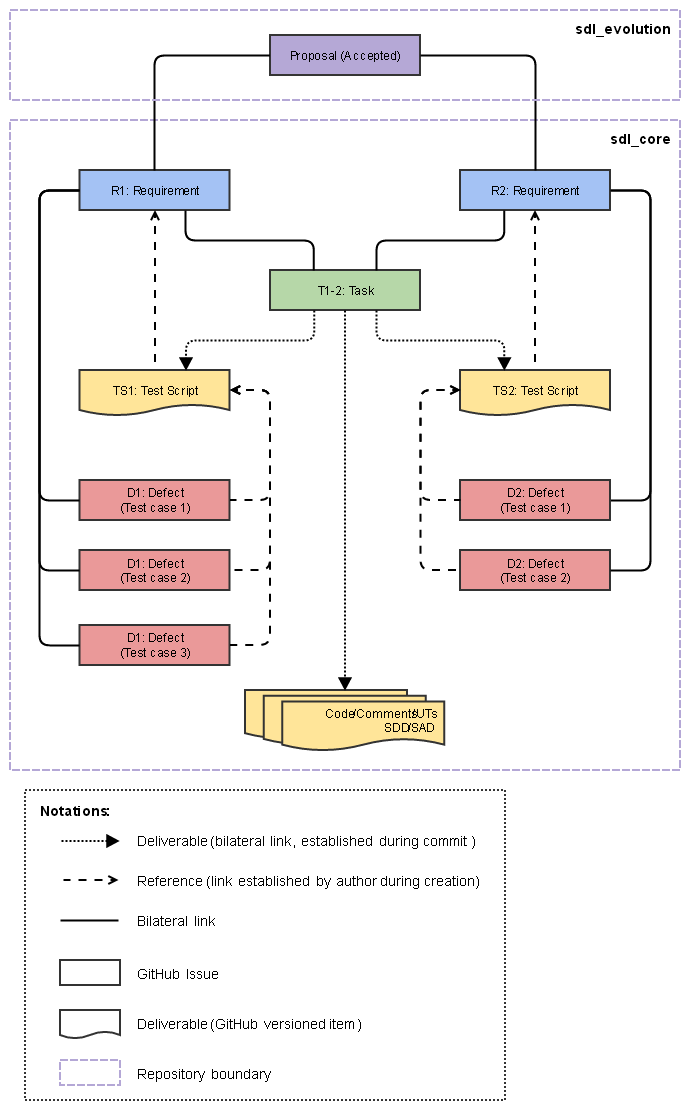 sdl_evolution
Proposal (Accepted)
sdl_core
R1: Requirement
R2: Requirement
T1-2: Task
TS1: Test Script
TS2: Test Script
D1: Defect
(Test case 1)
D2: Defect
(Test case 1)
D1: Defect
(Test case 2)
D2: Defect
(Test case 2)
D1: Defect
(Test case 3)
Code/Comments/UTs
SDD/SAD
Notations:
Deliverable (bilateral link, established during commit )
Reference (link established by author during creation)
Bilateral link
GitHub Issue
Deliverable (GitHub versioned item )
Repository boundary